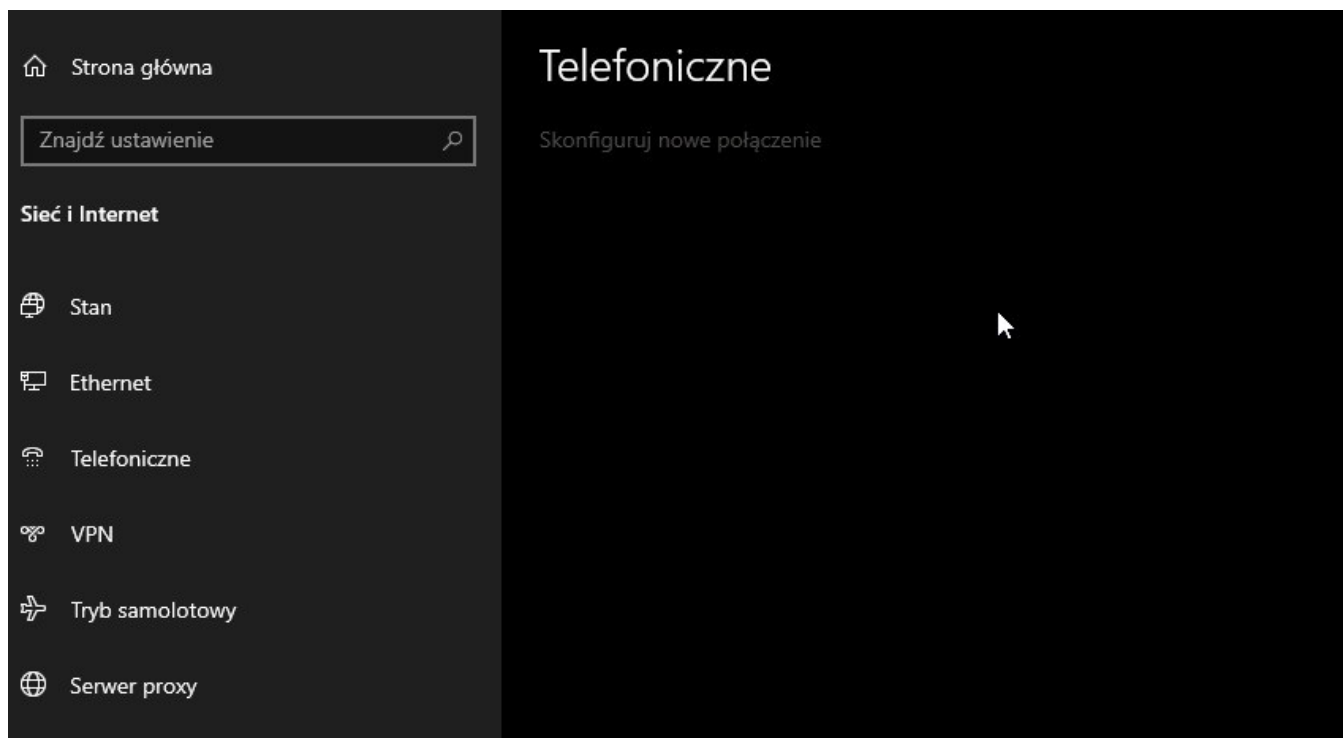 Strona główna
Znajdź ustawienie
Sieć i Internet
Stan
Ethernet
Telefoniczne
VPN
Tryb samolotowy
Serwer proxy
Telefoniczne
Skonfiguruj nowe połączenie